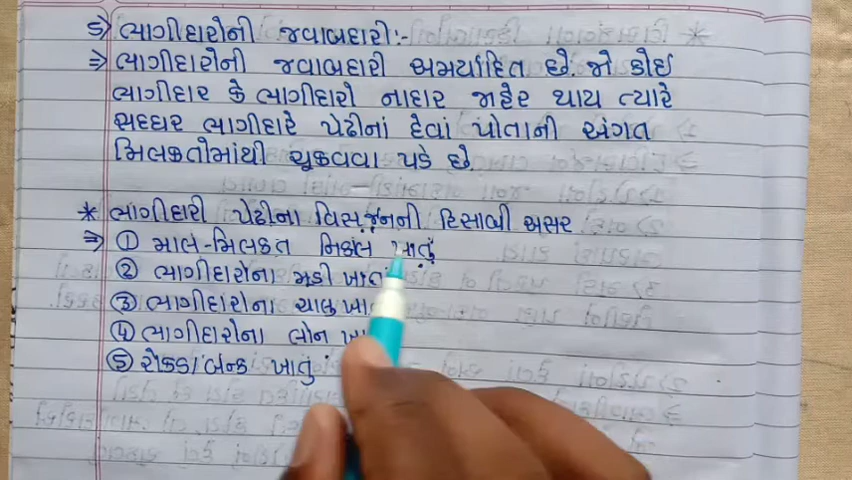 ડ) ભાગીદારોની જવાબદારી:-
⇒ ભાગીદારોની જવાબદારી અમર્યાદિત છે. જો કોઈ
ભાગીદાર કે ભાગીદારો નાદાર જાહેર થાય ત્યારે
સધ્ધર ભાગીદારે પેઢીનાં દેવાં પોતાની અંગત
મિલકતોમાંથી ચૂકવવા પડે છે.
* ભાગીદારી પેઢીના વિસર્જનની હિસાબી અસર
⇒ ① માલ-મિલકત નિકાલ ખાતું
② ભાગીદારોના મૂડી ખાતાં
③ ભાગીદારોના ચાલુ
④ ભાગીદારોના લોન
⑤ રોકડ/બેન્ક ખાતું